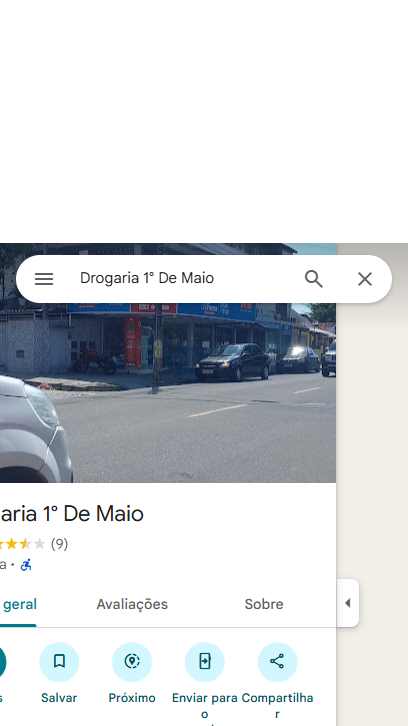 Drogaria 1° De Maio
aria 1° De Maio
(9)
a ·
geral
Avaliações
Sobre
s
Salvar
Próximo
Enviar para o
Compartilhar